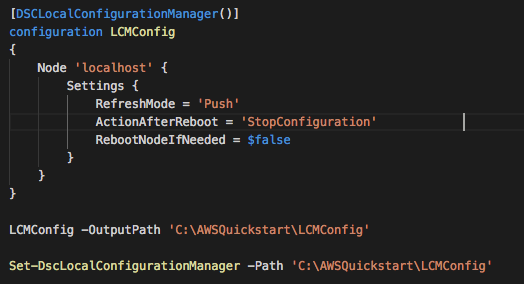 [DSCLocalConfigurationManager()]
configuration LCMConfig
{
    Node 'localhost' {
        Settings {
            RefreshMode = 'Push'
            ActionAfterReboot = 'StopConfiguration'
            RebootNodeIfNeeded = $false
        }
    }
}

LCMConfig -OutputPath 'C:\AWSQuickstart\LCMConfig'

Set-DscLocalConfigurationManager -Path 'C:\AWSQuickstart\LCMConfig'